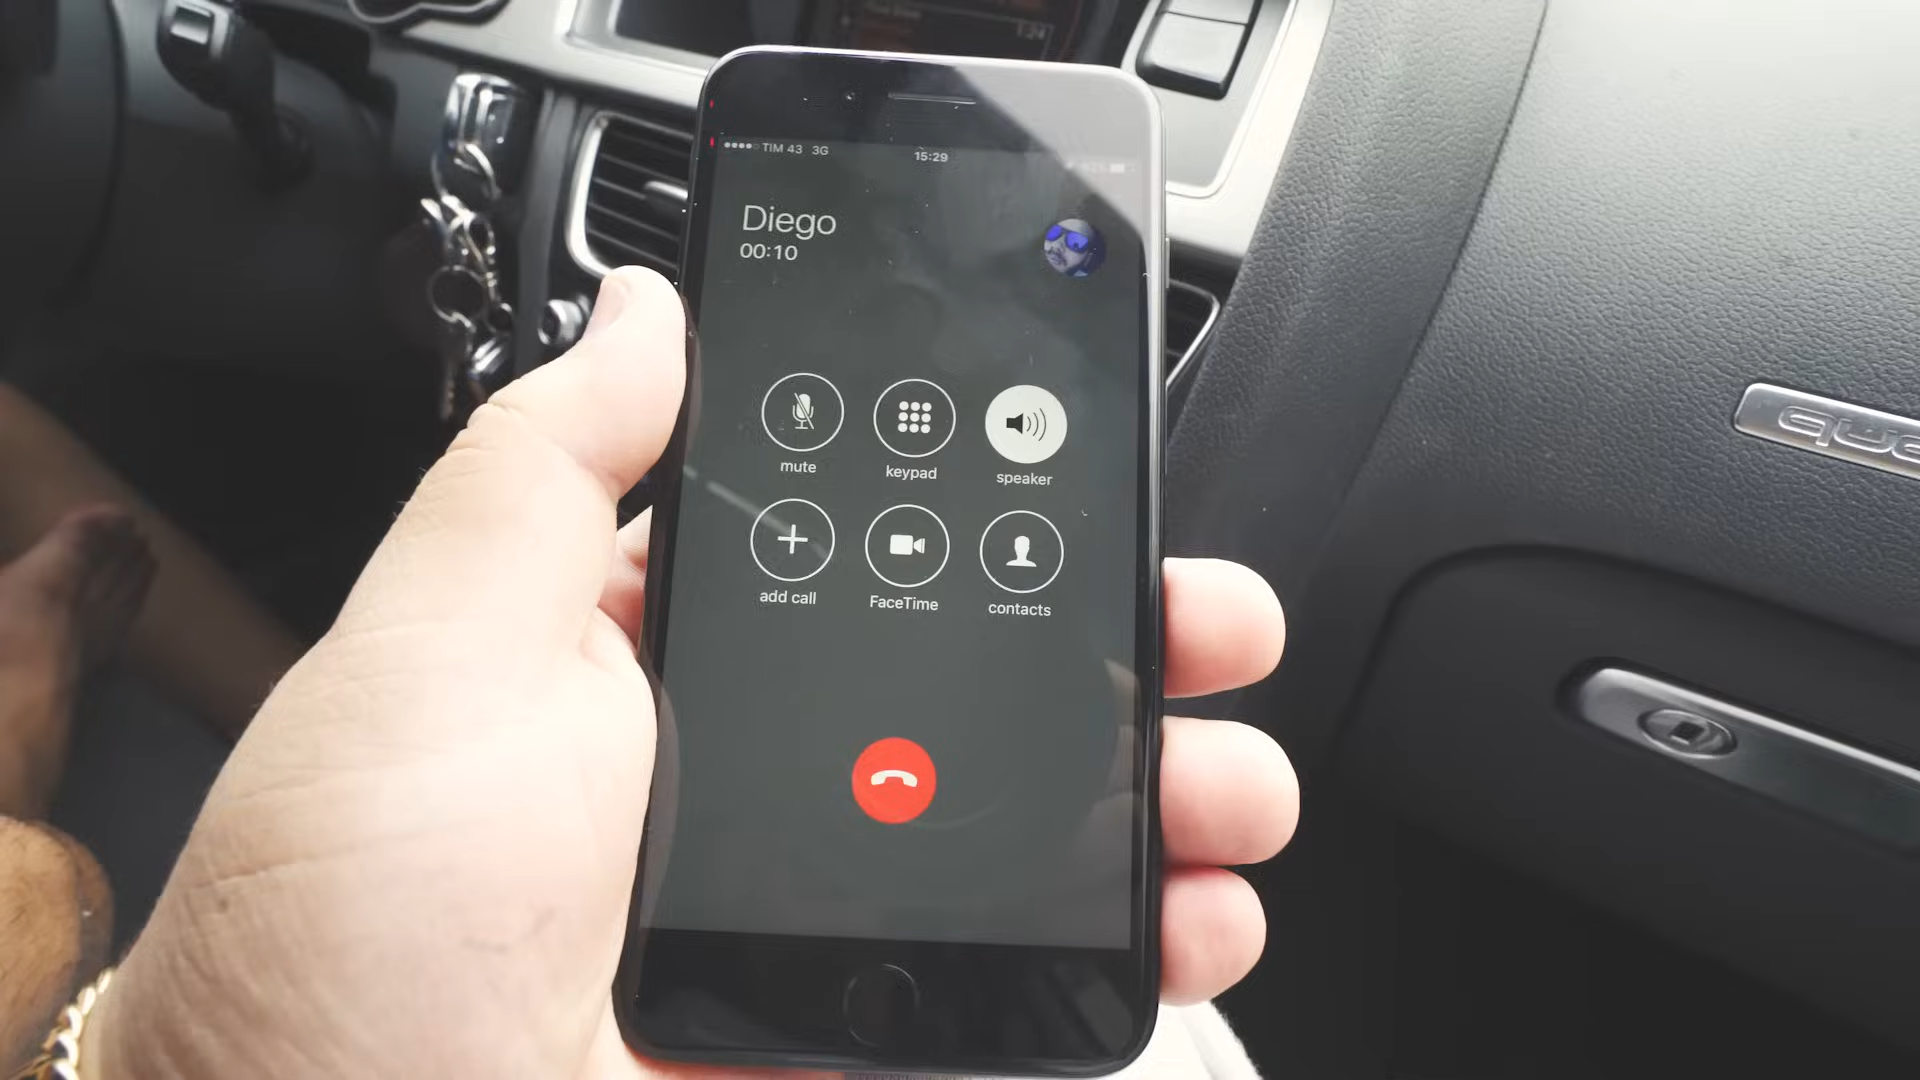 TIM 43 3G 15:29
Diego
00:10
mute keypad speaker
add call FaceTime contacts